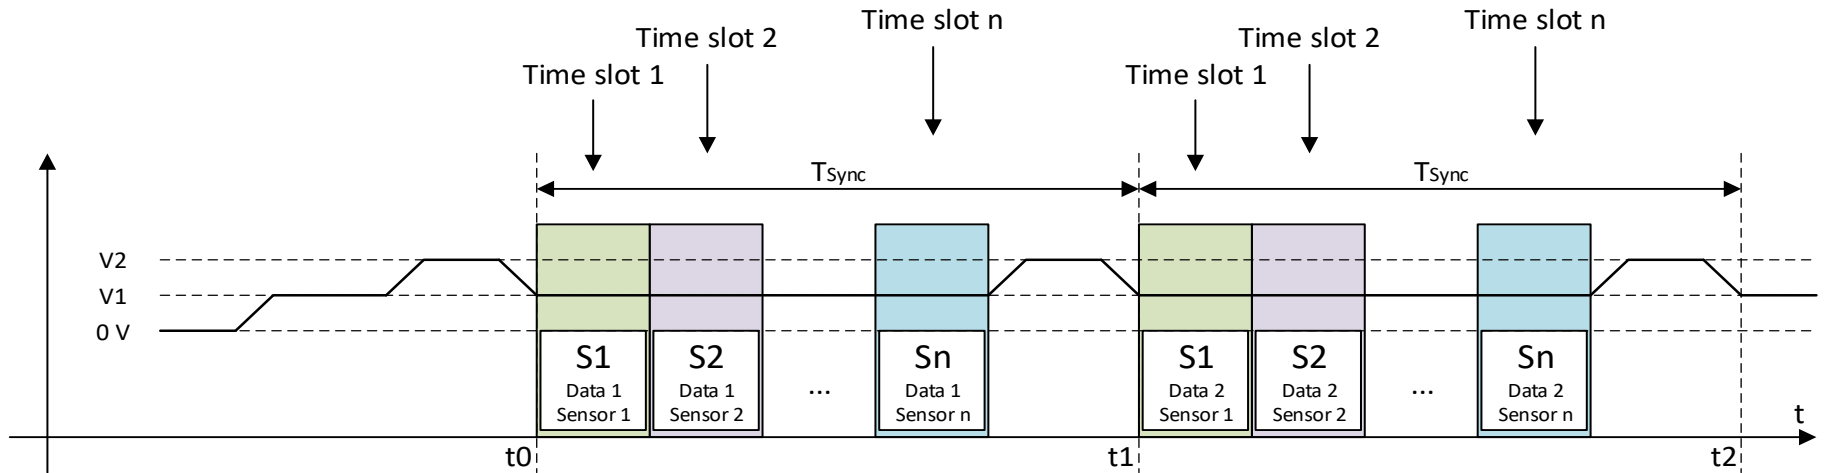 Time slot n
Time slot n
Time slot 2
Time slot 2
Time slot 1
Time slot 1
TSync
TSync
V2
V1
0 V
S1
Data 1
Sensor 1
S2
Data 1
Sensor 2
...
Sn
Data 1
Sensor n
S1
Data 2
Sensor 1
S2
Data 2
Sensor 2
...
Sn
Data 2
Sensor n
t
t0
t1
t2